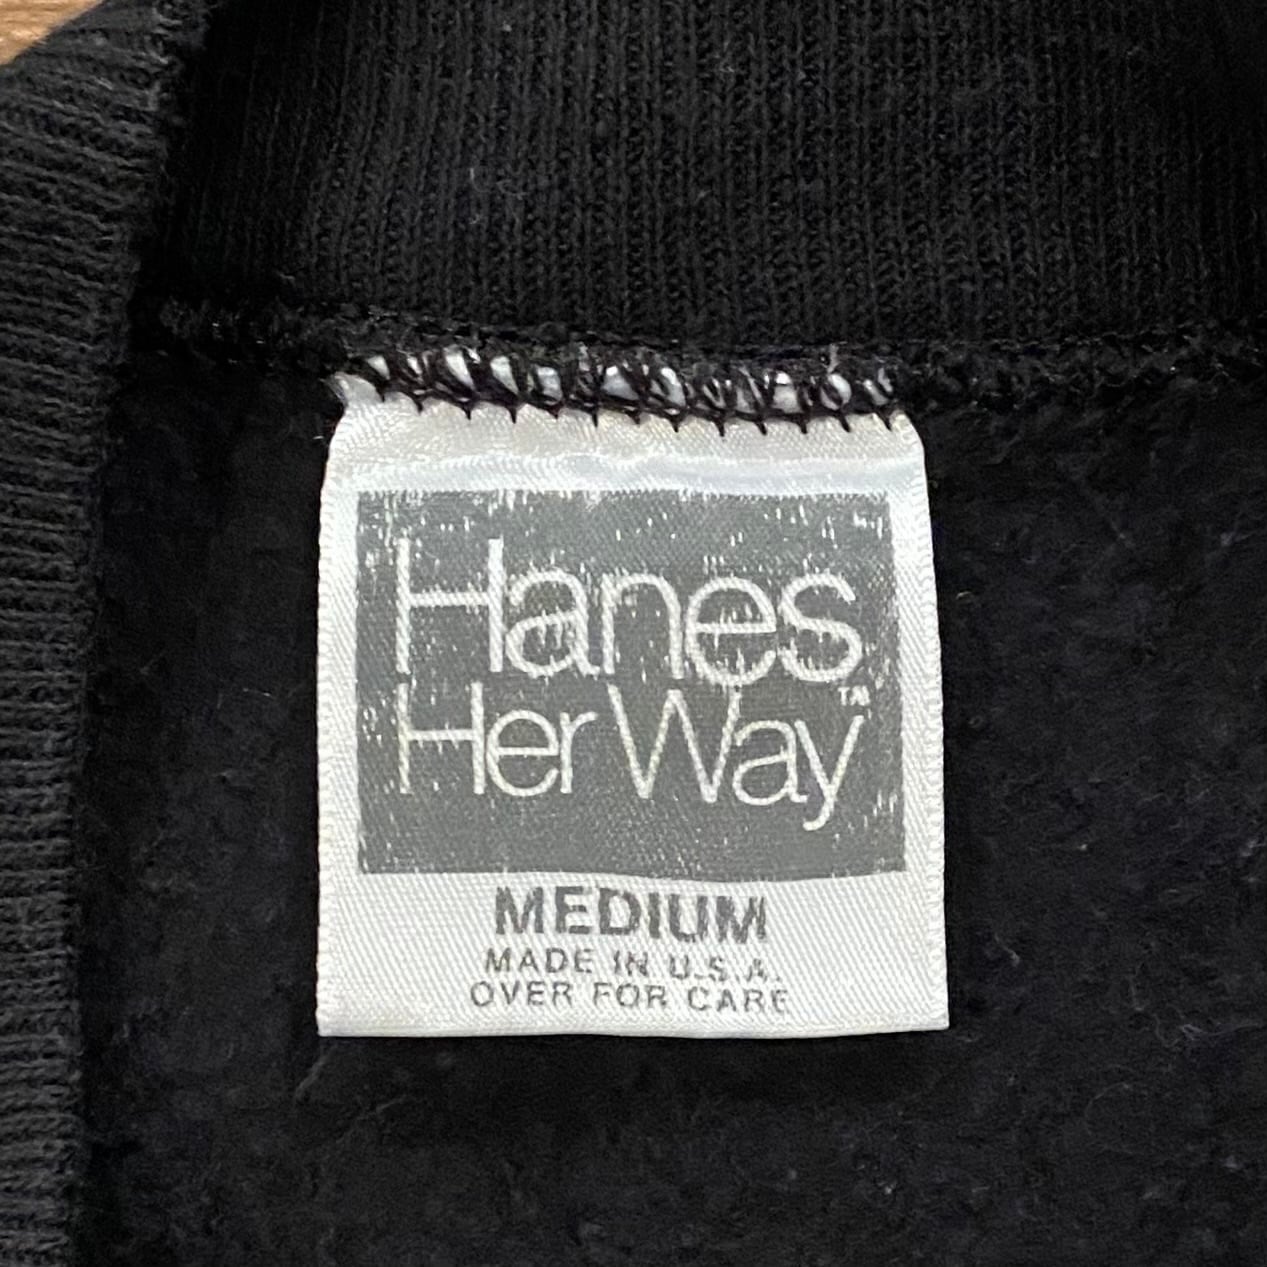 Hanes
Her Way™
MEDIUM
MADE IN U.S.A.
OVER FOR CARE